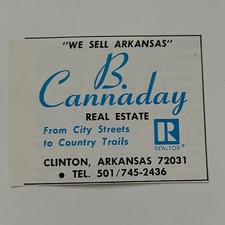 "WE SELL ARKANSAS"
B.
Cannaday
REAL ESTATE
From City Streets
to Country Trails
R
REALTOR®
CLINTON, ARKANSAS 72031
● TEL. 501/745-2436